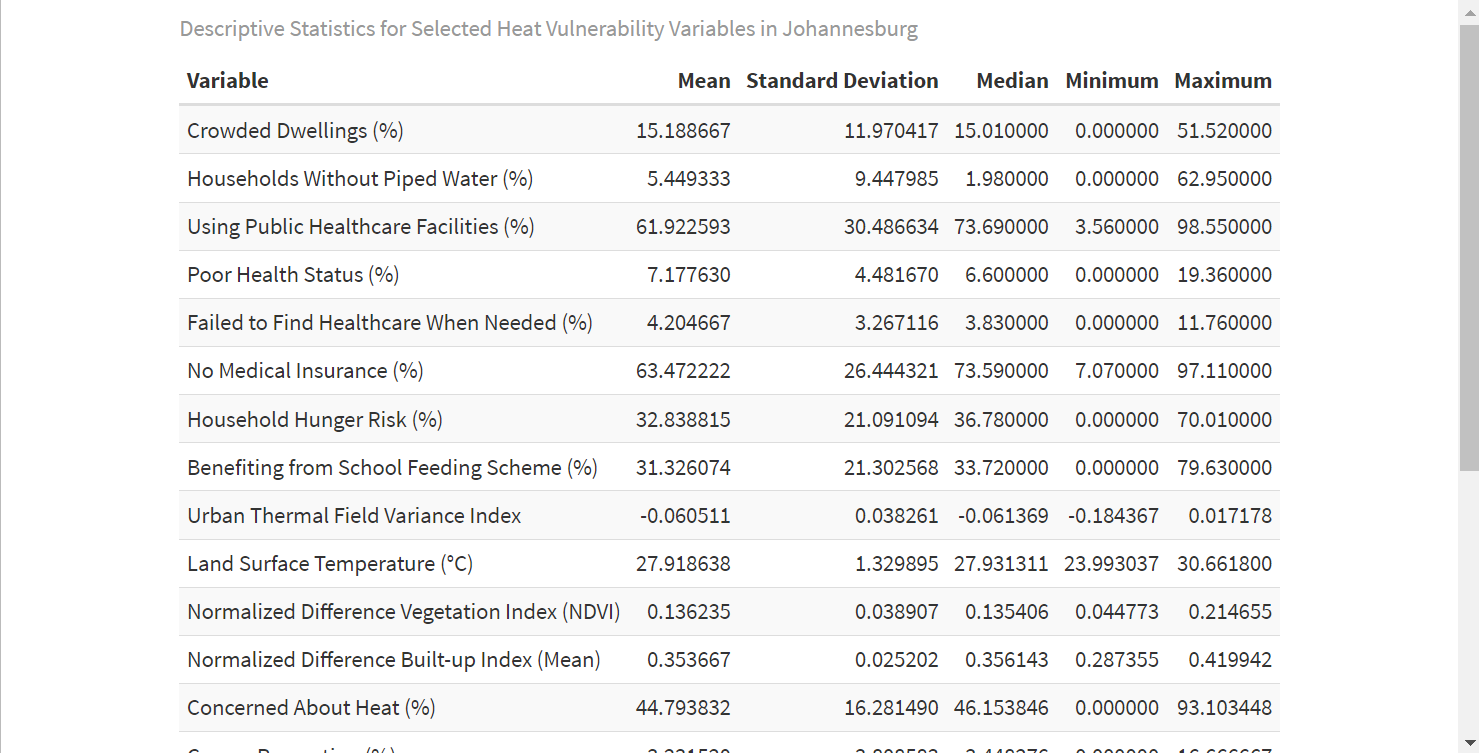 Descriptive Statistics for Selected Heat Vulnerability Variables in Johannesburg
Variable Mean Standard Deviation Median Minimum Maximum
Crowded Dwellings (%) 15.188667 11.970417 15.010000 0.000000 51.520000
Households Without Piped Water (%) 5.449333 9.447985 1.980000 0.000000 62.950000
Using Public Healthcare Facilities (%) 61.922593 30.486634 73.690000 3.560000 98.550000
Poor Health Status (%) 7.177630 4.481670 6.600000 0.000000 19.360000
Failed to Find Healthcare When Needed (%) 4.204667 3.267116 3.830000 0.000000 11.760000
No Medical Insurance (%) 63.472222 26.444321 73.590000 7.070000 97.110000
Household Hunger Risk (%) 32.838815 21.091094 36.780000 0.000000 70.010000
Benefiting from School Feeding Scheme (%) 31.326074 21.302568 33.720000 0.000000 79.630000
Urban Thermal Field Variance Index -0.060511 0.038261 -0.061369 -0.184367 0.017178
Land Surface Temperature (°C) 27.918638 1.329895 27.931311 23.993037 30.661800
Normalized Difference Vegetation Index (NDVI) 0.136235 0.038907 0.135406 0.044773 0.214655
Normalized Difference Built-up Index (Mean) 0.353667 0.025202 0.356143 0.287355 0.419942
Concerned About Heat (%) 44.793832 16.281490 46.153846 0.000000 93.103448